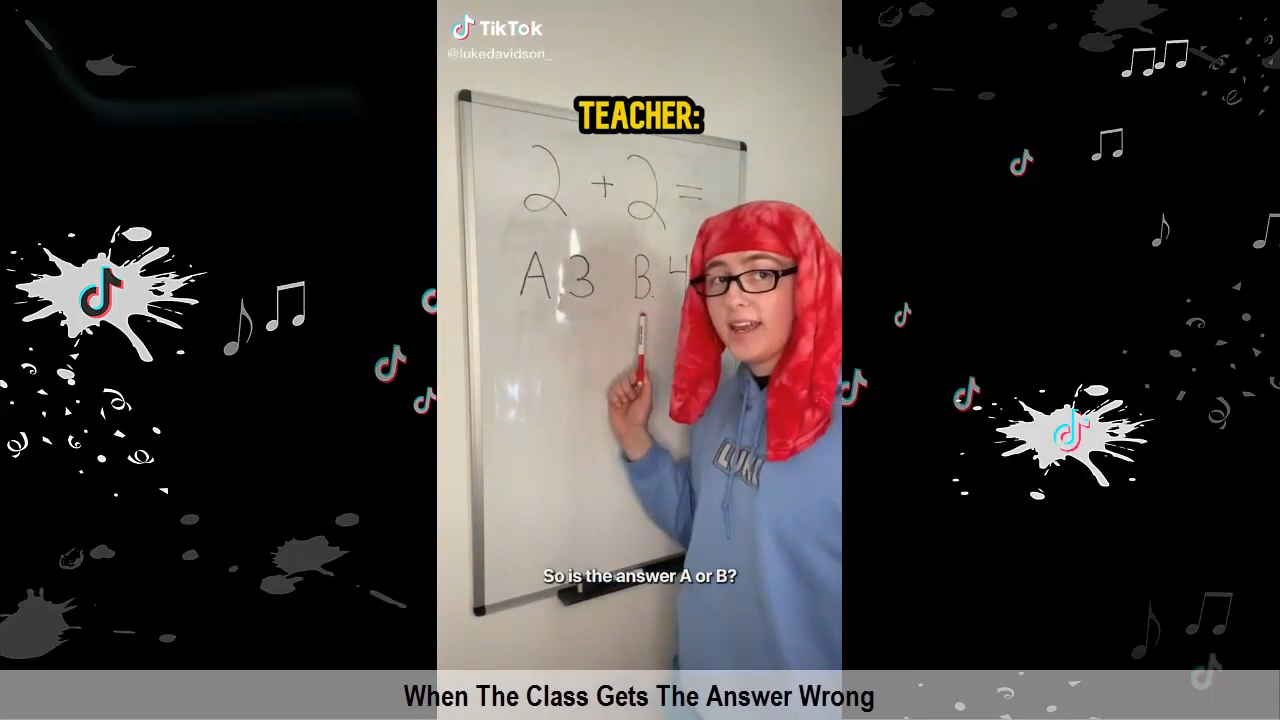 TikTok
@lukedavidson_
TEACHER:
2 + 2 =
A. 3 B. 4
So is the answer A or B?
When The Class Gets The Answer Wrong